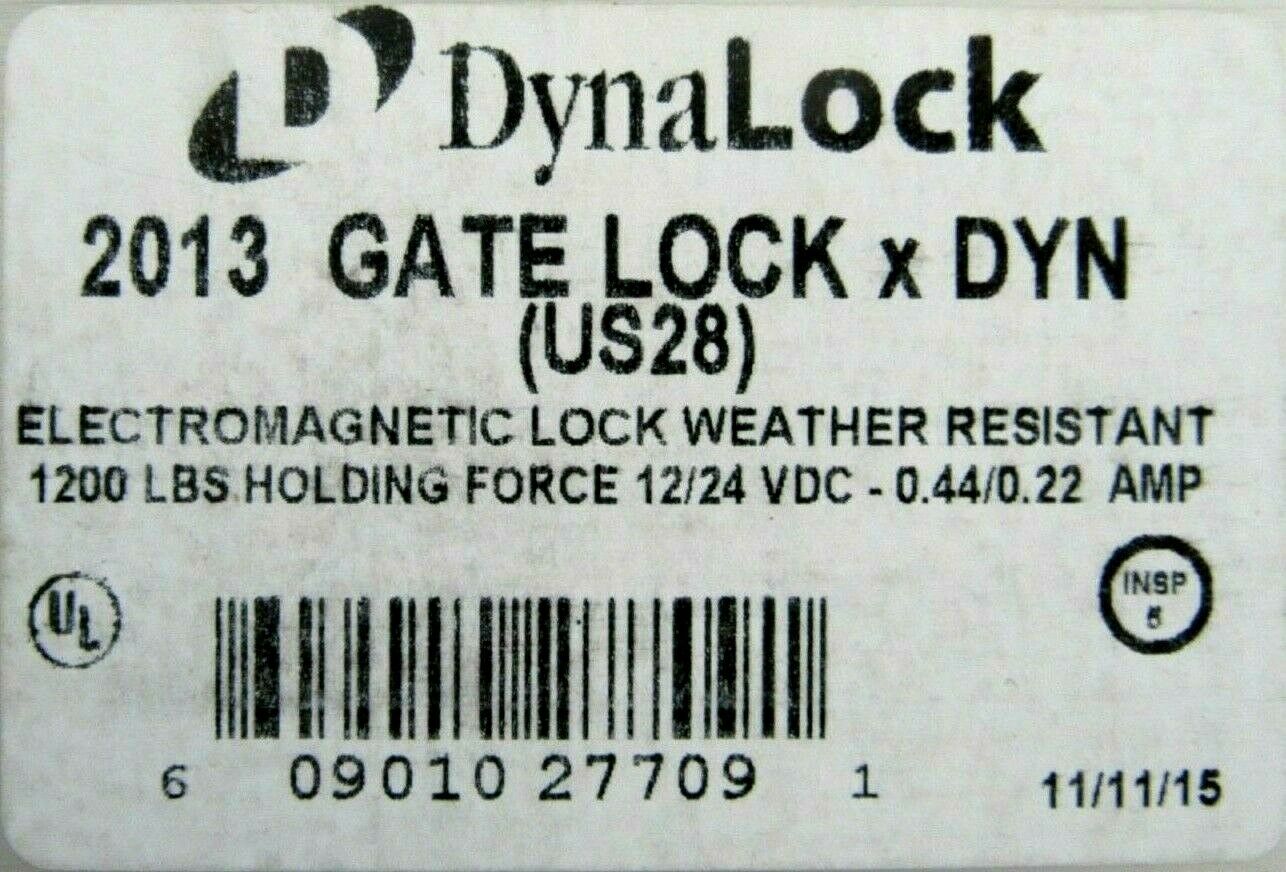 D DynaLock
2013 GATE LOCK x DYN
(US28)
ELECTROMAGNETIC LOCK WEATHER RESISTANT
1200 LBS HOLDING FORCE 12/24 VDC - 0.44/0.22 AMP
UL
INSP
6 09010 27709 1
11/11/15